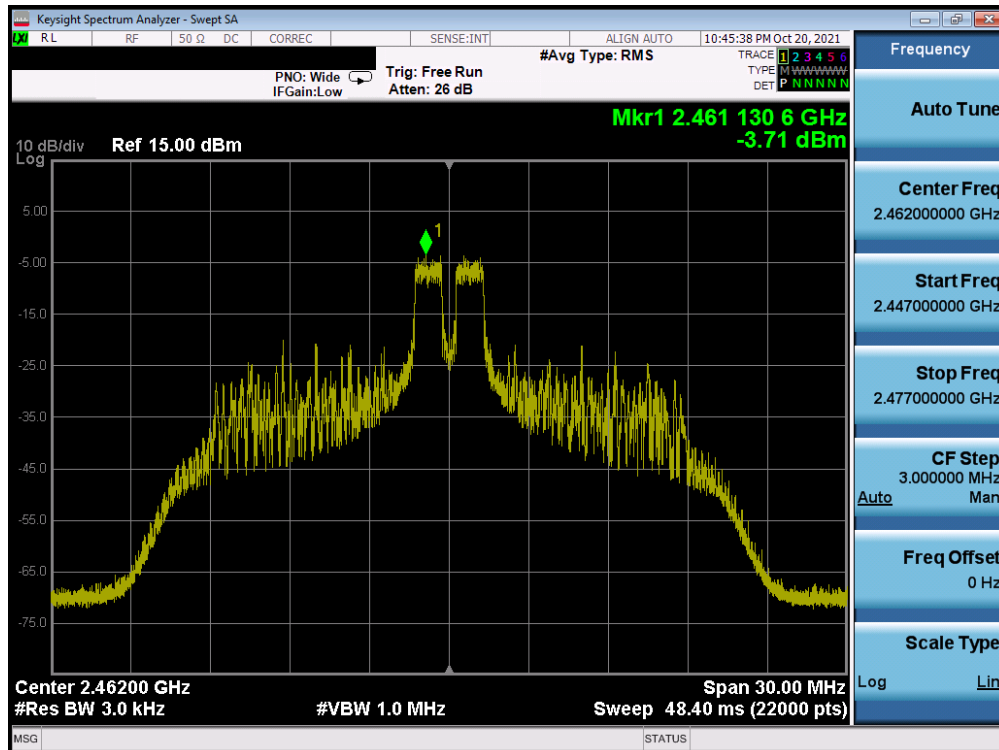 Keysight Spectrum Analyzer - Swept SA
LXI RL RF 50 Ω DC CORREC SENSE:INT ALIGN AUTO 10:45:38 PM Oct 20, 2021
#Avg Type: RMS TRACE 1 2 3 4 5 6
PNO: Wide Trig: Free Run TYPE M WWWWW
IFGain:Low Atten: 26 dB DET P N N N N N
Mkr1 2.461 130 6 GHz
-3.71 dBm
10 dB/div Ref 15.00 dBm
Log
1
5.00
-5.00
-15.0
-25.0
-35.0
-45.0
-55.0
-65.0
-75.0
Center 2.46200 GHz Span 30.00 MHz
#Res BW 3.0 kHz #VBW 1.0 MHz Sweep 48.40 ms (22000 pts)
MSG STATUS
Frequency
Auto Tune
Center Freq
2.462000000 GHz
Start Freq
2.447000000 GHz
Stop Freq
2.477000000 GHz
CF Step
3.000000 MHz
Auto Man
Freq Offset
0 Hz
Scale Type
Log Lin